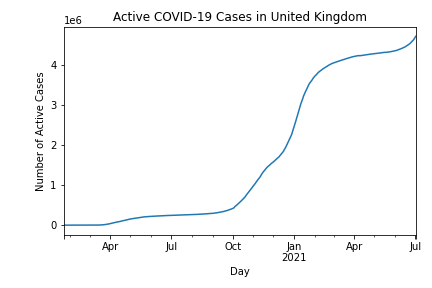 Active COVID-19 Cases in United Kingdom
1e6
4
3
2
1
0
Number of Active Cases
Apr
Jul
Oct
Jan
2021
Apr
Jul
Day